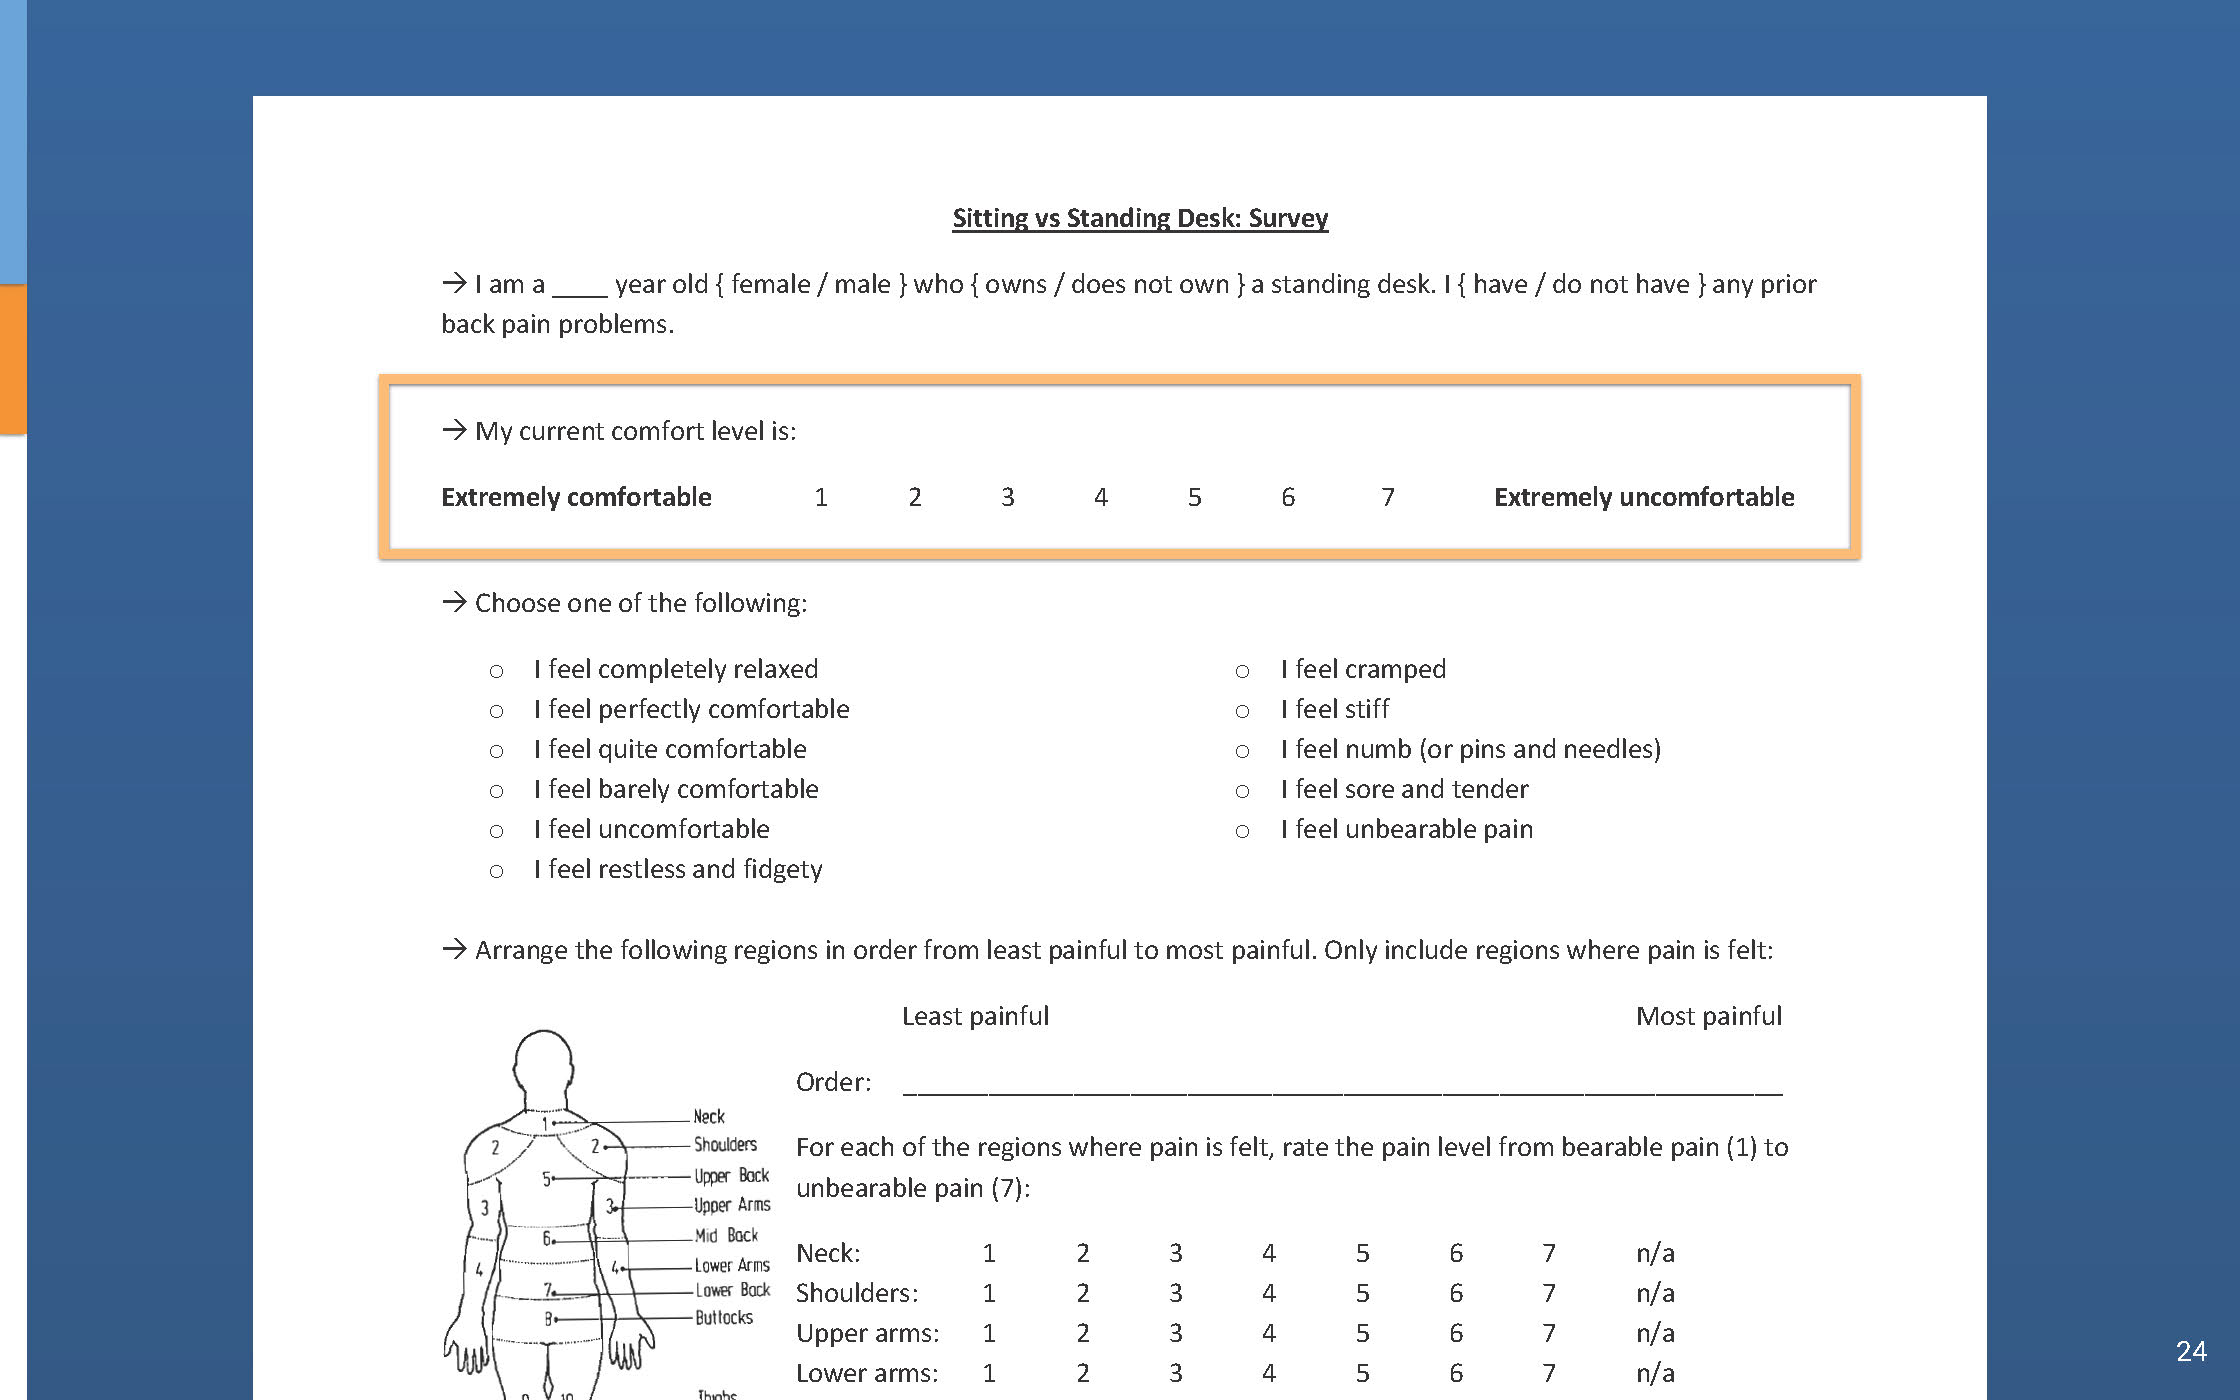 Sitting vs Standing Desk: Survey
→ I am a ____ year old { female / male } who { owns / does not own } a standing desk. I { have / do not have } any prior
back pain problems.
→ My current comfort level is:
Extremely comfortable 1 2 3 4 5 6 7 Extremely uncomfortable
→ Choose one of the following:
o I feel completely relaxed
o I feel perfectly comfortable
o I feel quite comfortable
o I feel barely comfortable
o I feel uncomfortable
o I feel restless and fidgety
o I feel cramped
o I feel stiff
o I feel numb (or pins and needles)
o I feel sore and tender
o I feel unbearable pain
→ Arrange the following regions in order from least painful to most painful. Only include regions where pain is felt:
Least painful Most painful
Order: ______________________________________________________________
1 Neck
2 2 Shoulders
5 Upper Back
3 3 Upper Arms
6 Mid Back
4 4 Lower Arms
7 Lower Back
8 Buttocks
9 10 Thighs
For each of the regions where pain is felt, rate the pain level from bearable pain (1) to
unbearable pain (7):
Neck: 1 2 3 4 5 6 7 n/a
Shoulders: 1 2 3 4 5 6 7 n/a
Upper arms: 1 2 3 4 5 6 7 n/a
Lower arms: 1 2 3 4 5 6 7 n/a
24